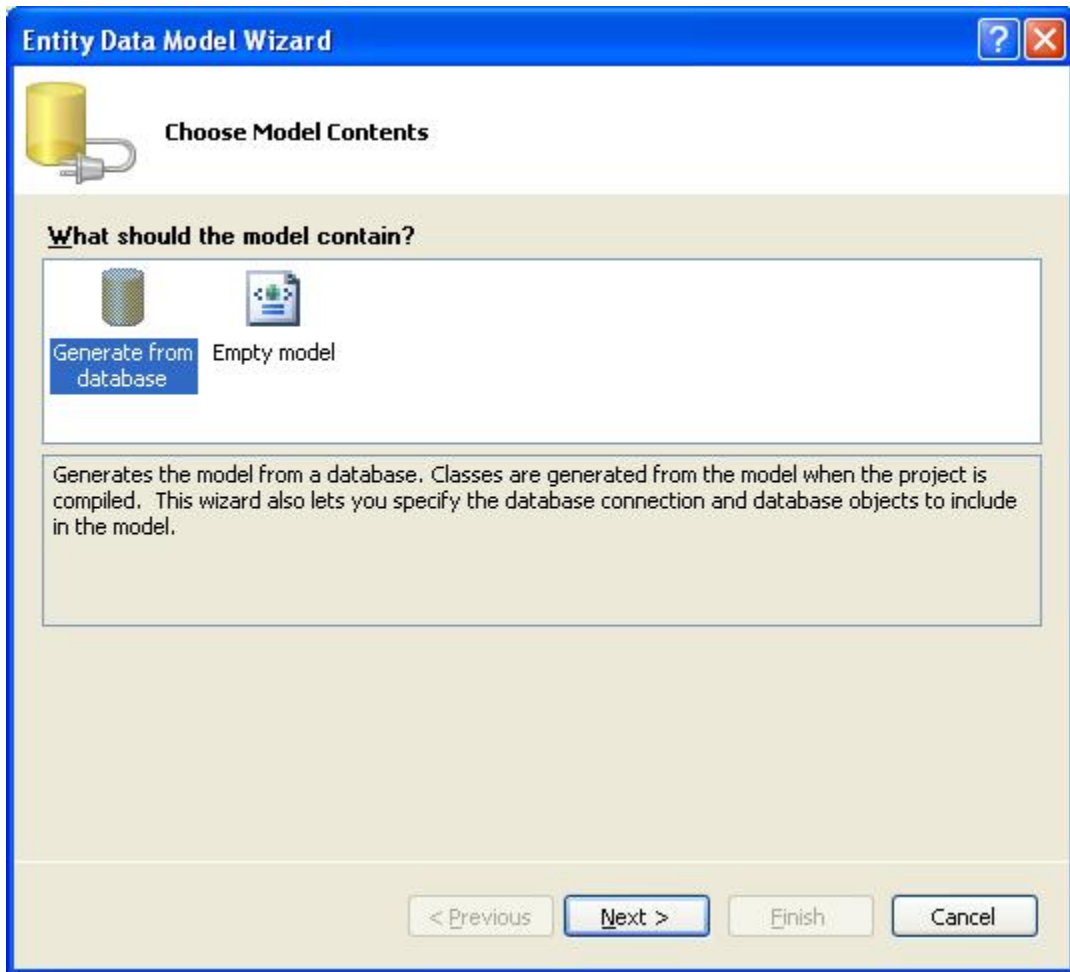 Entity Data Model Wizard
Choose Model Contents
What should the model contain?
Generate from
database
Empty model
Generates the model from a database. Classes are generated from the model when the project is
compiled.  This wizard also lets you specify the database connection and database objects to include
in the model.
< Previous
Next >
Finish
Cancel